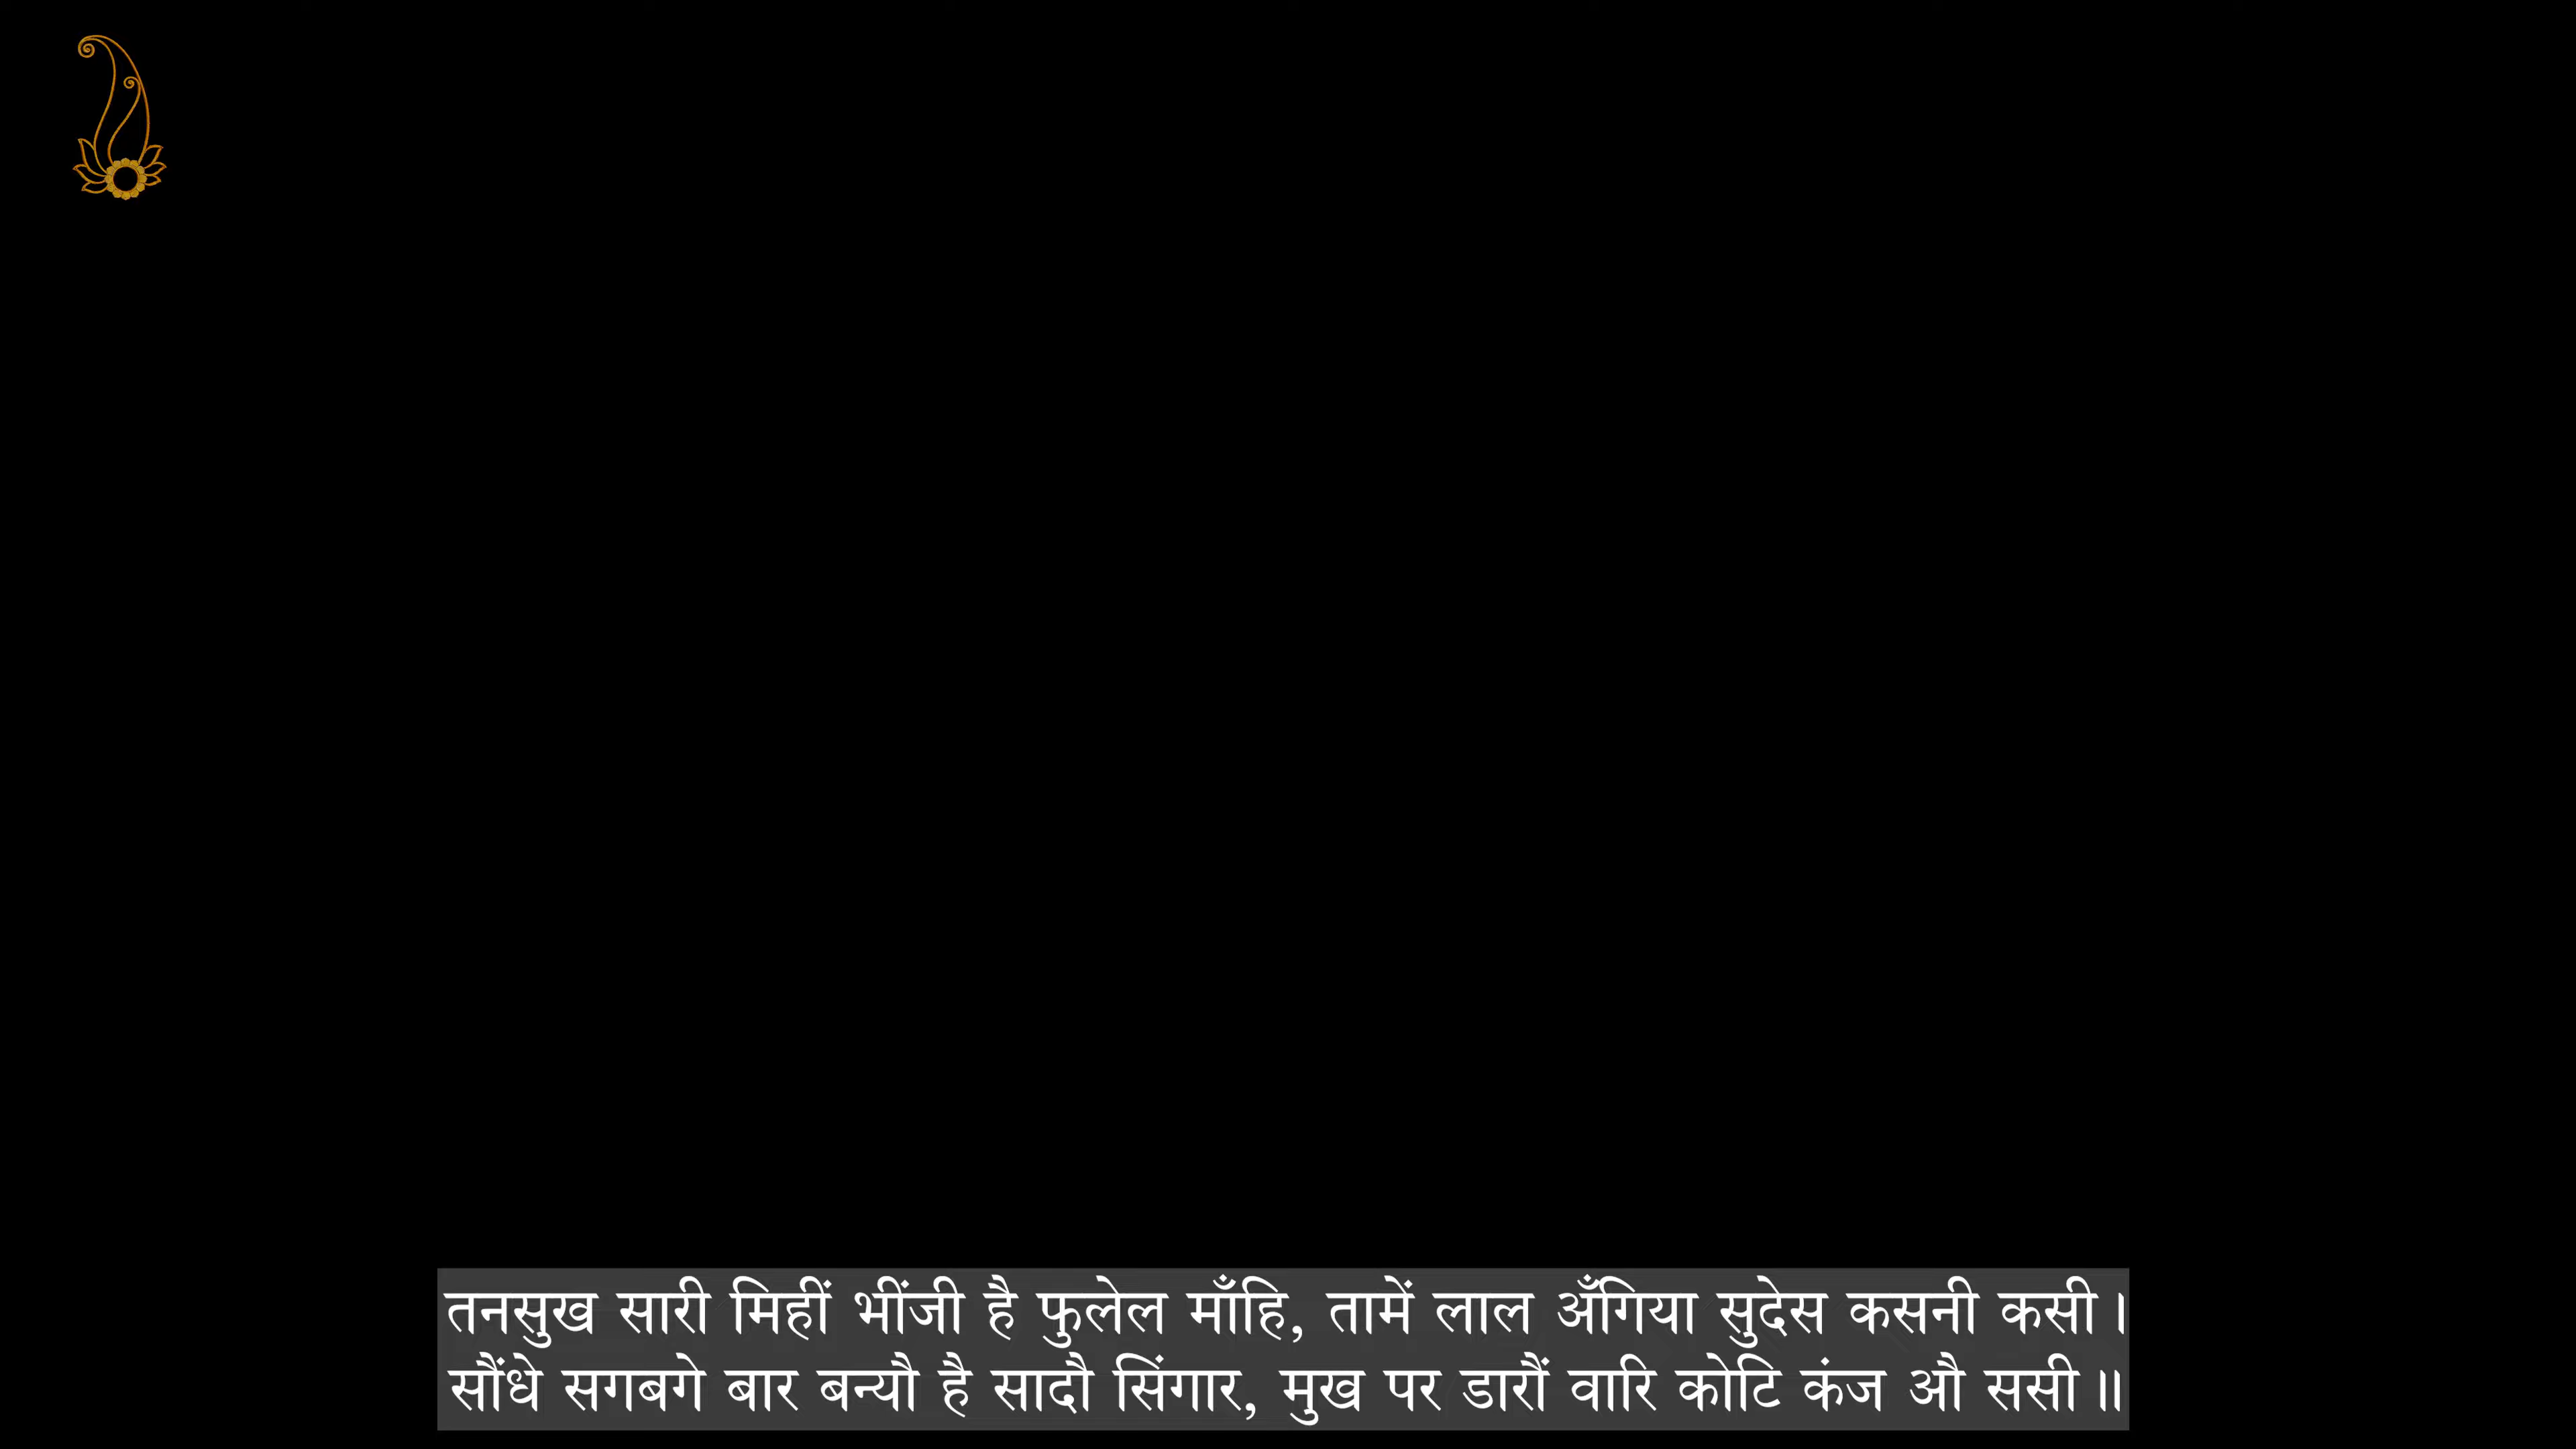 तनसुख सारी मिहीं भींजी है फुलेल माँहि, तामें लाल अँगिया सुदेस कसनी कसी।
सौंधे सगबगे बार बन्यौ है सादौ सिंगार, मुख पर डारौं वारि कोटि कंज औ ससी॥